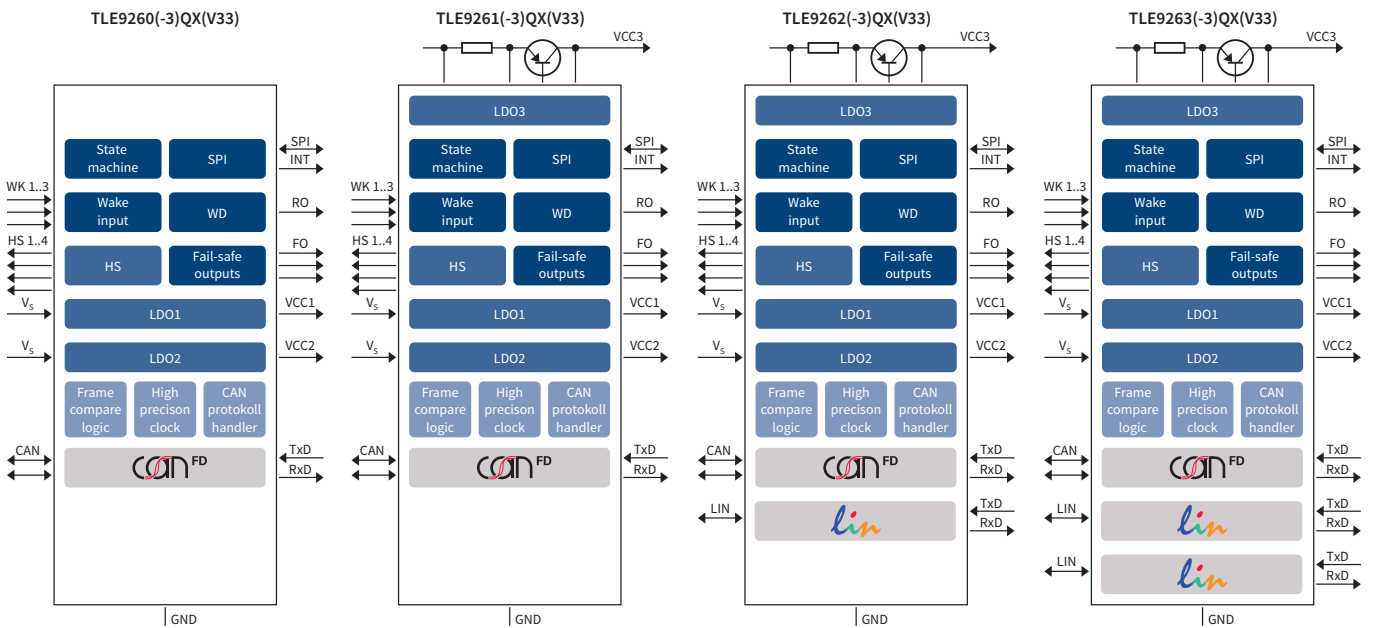 TLE9260(-3)QX(V33)
State
machine
SPI
SPI
INT
WK 1..3
Wake
input
WD
RO
HS 1..4
HS
Fail-safe
outputs
FO
VS
LDO1
VCC1
VS
LDO2
VCC2
Frame
compare
logic
High
precison
clock
CAN
protokoll
handler
CAN
CAN FD
TxD
RxD
GND
TLE9261(-3)QX(V33)
VCC3
LDO3
State
machine
SPI
SPI
INT
WK 1..3
Wake
input
WD
RO
HS 1..4
HS
Fail-safe
outputs
FO
VS
LDO1
VCC1
VS
LDO2
VCC2
Frame
compare
logic
High
precison
clock
CAN
protokoll
handler
CAN
CAN FD
TxD
RxD
GND
TLE9262(-3)QX(V33)
VCC3
LDO3
State
machine
SPI
SPI
INT
WK 1..3
Wake
input
WD
RO
HS 1..4
HS
Fail-safe
outputs
FO
VS
LDO1
VCC1
VS
LDO2
VCC2
Frame
compare
logic
High
precison
clock
CAN
protokoll
handler
CAN
CAN FD
TxD
RxD
LIN
lin
TxD
RxD
GND
TLE9263(-3)QX(V33)
VCC3
LDO3
State
machine
SPI
SPI
INT
WK 1..3
Wake
input
WD
RO
HS 1..4
HS
Fail-safe
outputs
FO
VS
LDO1
VCC1
VS
LDO2
VCC2
Frame
compare
logic
High
precison
clock
CAN
protokoll
handler
CAN
CAN FD
TxD
RxD
LIN
lin
TxD
RxD
LIN
lin
TxD
RxD
GND